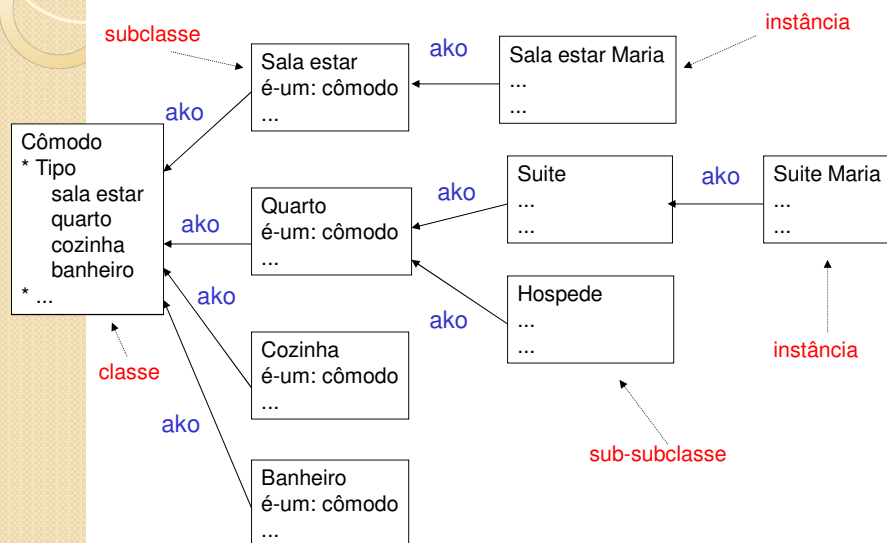 subclasse
instância
Sala estar
é-um: cômodo
...
ako
Sala estar Maria
...
...
ako
Cômodo
* Tipo
sala estar
quarto
cozinha
banheiro
* ...
Quarto
é-um: cômodo
...
ako
Suite
...
...
ako
Suite Maria
...
...
ako
Hospede
...
...
ako
ako
Cozinha
é-um: cômodo
...
classe
instância
ako
sub-subclasse
Banheiro
é-um: cômodo
...